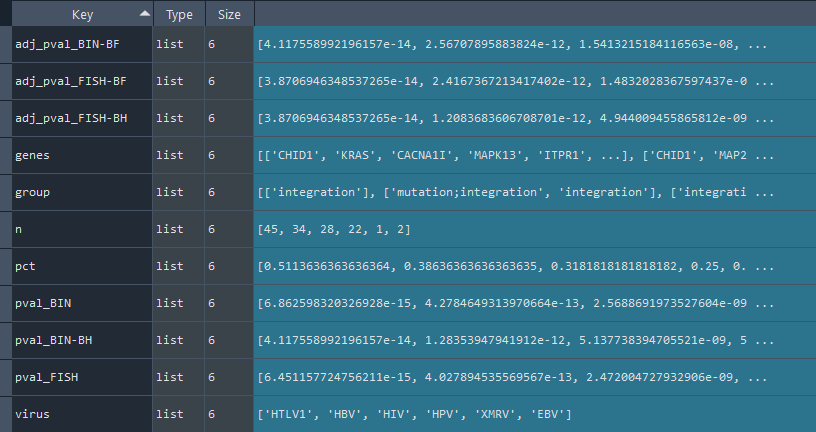 Key Type Size
adj_pval_BIN-BF list 6 [4.117558992196157e-14, 2.56707895883824e-12, 1.5413215184116563e-08, ...
adj_pval_FISH-BF list 6 [3.8706946348537265e-14, 2.4167367213417402e-12, 1.4832028367597437e-0 ...
adj_pval_FISH-BH list 6 [3.8706946348537265e-14, 1.2083683606708701e-12, 4.944009455865812e-09 ...
genes list 6 [['CHID1', 'KRAS', 'CACNA1I', 'MAPK13', 'ITPR1', ...], ['CHID1', 'MAP2 ...
group list 6 [['integration'], ['mutation;integration', 'integration'], ['integrati ...
n list 6 [45, 34, 28, 22, 1, 2]
pct list 6 [0.5113636363636364, 0.38636363636363635, 0.3181818181818182, 0.25, 0. ...
pval_BIN list 6 [6.862598320326928e-15, 4.2784649313970664e-13, 2.5688691973527604e-09 ...
pval_BIN-BH list 6 [4.117558992196157e-14, 1.28353947941912e-12, 5.137738394705521e-09, 5 ...
pval_FISH list 6 [6.451157724756211e-15, 4.027894535569567e-13, 2.472004727932906e-09, ...
virus list 6 ['HTLV1', 'HBV', 'HIV', 'HPV', 'XMRV', 'EBV']